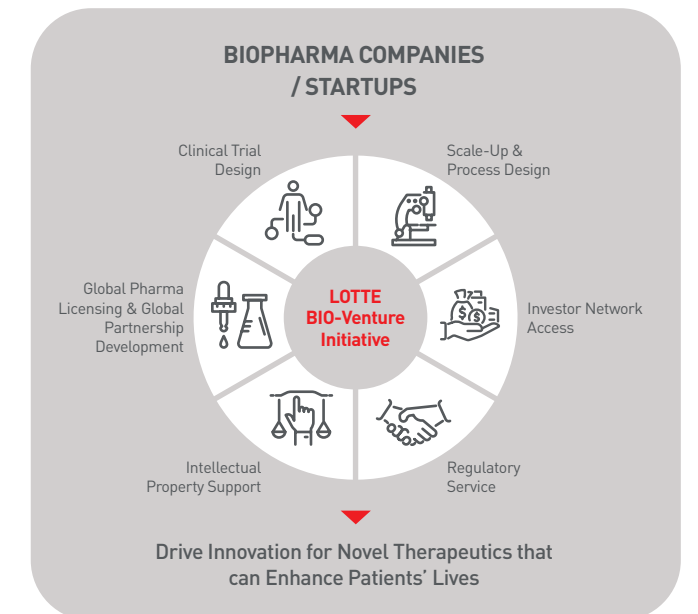 BIOPHARMA COMPANIES
/ STARTUPS
Clinical Trial
Design
Scale-Up &
Process Design
Global Pharma
Licensing & Global
Partnership
Development
LOTTE
BIO-Venture
Initiative
Investor Network
Access
Intellectual
Property Support
Regulatory
Service
Drive Innovation for Novel Therapeutics that
can Enhance Patients’ Lives